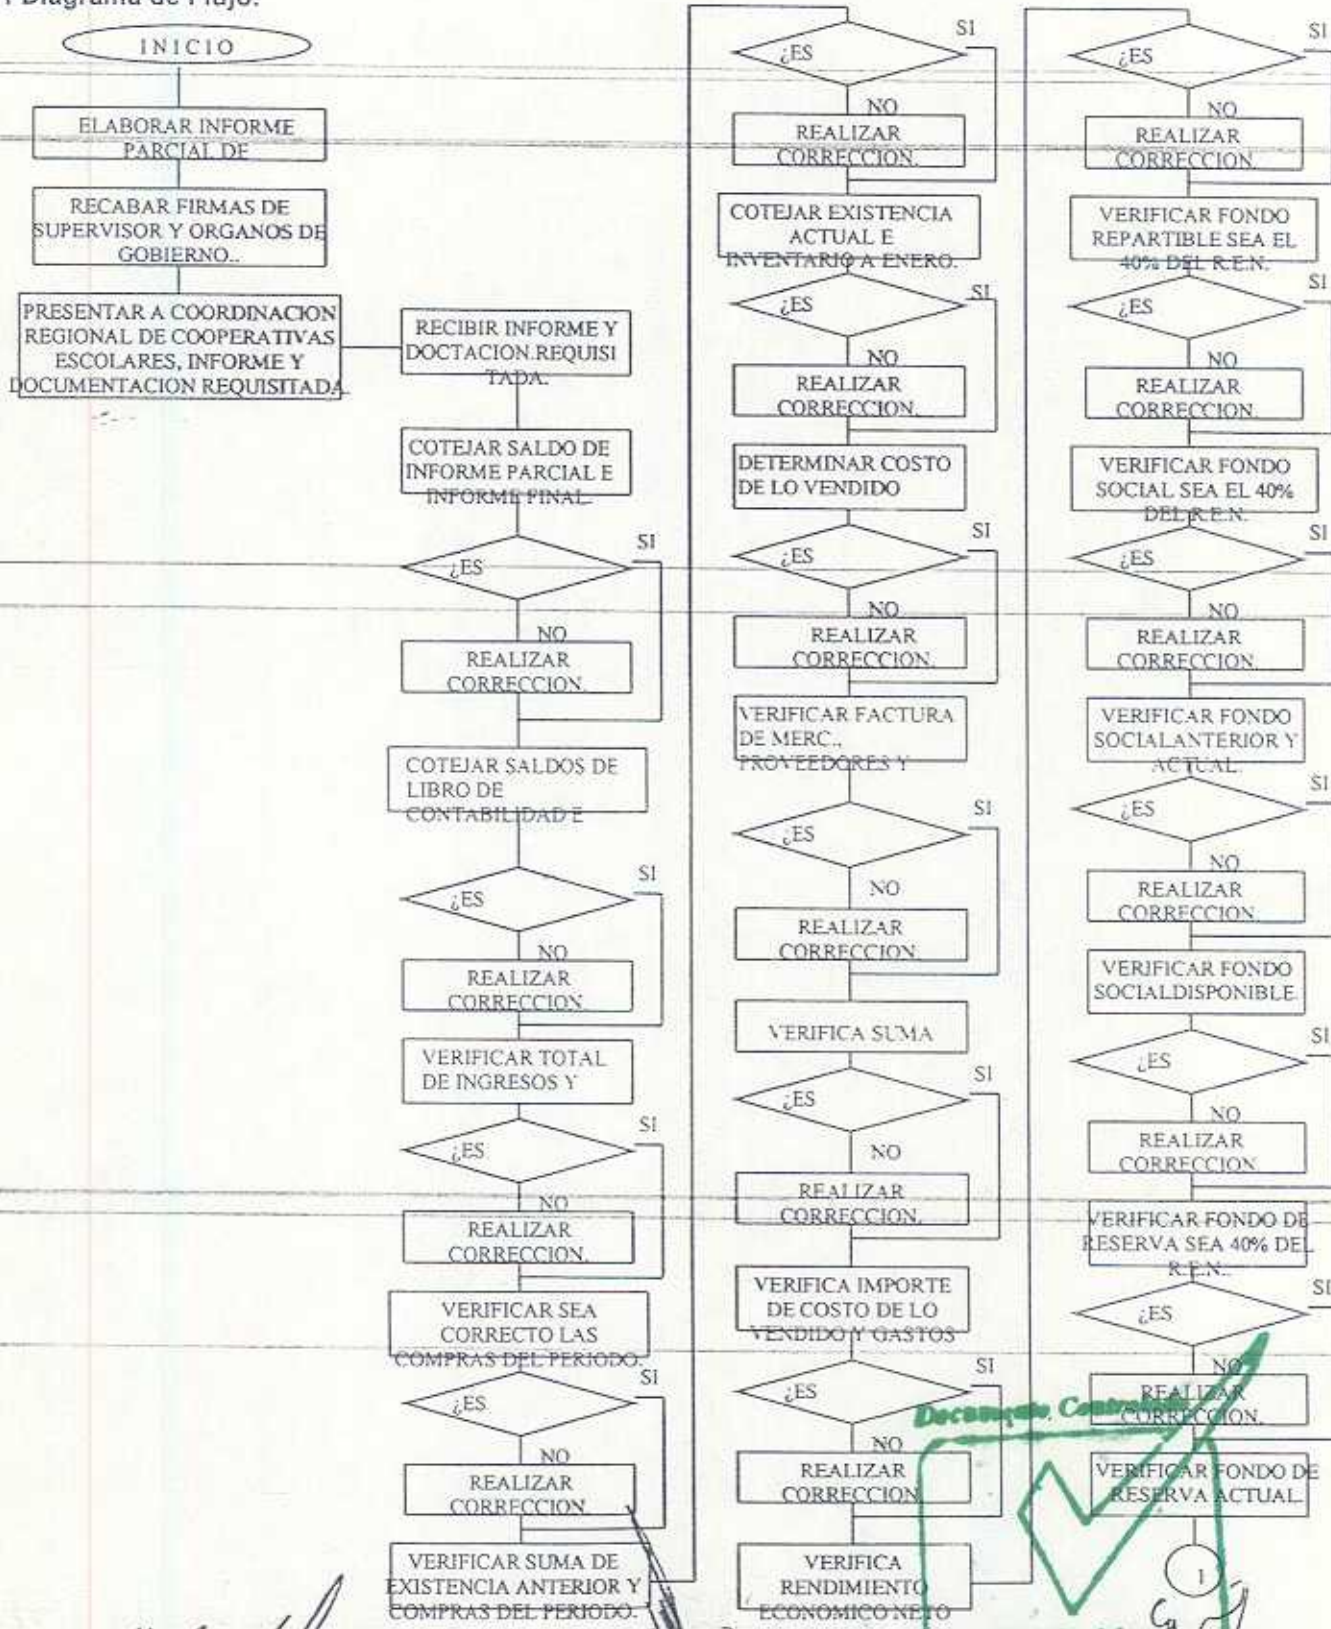 Diagrama de Flujo.
INICIO
ELABORAR INFORME
PARCIAL DE
RECABAR FIRMAS DE
SUPERVISOR Y ORGANOS DE
GOBIERNO..
PRESENTAR A COORDINACION
REGIONAL DE COOPERATIVAS
ESCOLARES, INFORME Y
DOCUMENTACION REQUISITADA.
RECIBIR INFORME Y
DOCTACION.REQUISI
TADA.
COTEJAR SALDO DE
INFORME PARCIAL E
INFORME FINAL.
¿ES
SI
NO
REALIZAR
CORRECCION.
COTEJAR SALDOS DE
LIBRO DE
CONTABILIDAD E
¿ES
SI
NO
REALIZAR
CORRECCION.
VERIFICAR TOTAL
DE INGRESOS Y
¿ES
SI
NO
REALIZAR
CORRECCION.
VERIFICAR SEA
CORRECTO LAS
COMPRAS DEL PERIODO.
¿ES
SI
NO
REALIZAR
CORRECCION.
VERIFICAR SUMA DE
EXISTENCIA ANTERIOR Y
COMPRAS DEL PERIODO.
¿ES
SI
NO
REALIZAR
CORRECCION.
COTEJAR EXISTENCIA
ACTUAL E
INVENTARIO A ENERO.
¿ES
SI
NO
REALIZAR
CORRECCION.
DETERMINAR COSTO
DE LO VENDIDO
¿ES
SI
NO
REALIZAR
CORRECCION.
VERIFICAR FACTURA
DE MERC.,
PROVEEDORES Y
¿ES
SI
NO
REALIZAR
CORRECCION.
VERIFICA SUMA
¿ES
SI
NO
REALIZAR
CORRECCION.
VERIFICA IMPORTE
DE COSTO DE LO
VENDIDO Y GASTOS
¿ES
SI
NO
REALIZAR
CORRECCION
VERIFICA
RENDIMIENTO
ECONOMICO NETO
¿ES
SI
NO
REALIZAR
CORRECCION.
VERIFICAR FONDO
REPARTIBLE SEA EL
40% DEL R.E.N.
¿ES
SI
NO
REALIZAR
CORRECCION.
VERIFICAR FONDO
SOCIAL SEA EL 40%
DEL R.E.N.
¿ES
SI
NO
REALIZAR
CORRECCION.
VERIFICAR FONDO
SOCIALANTERIOR Y
ACTUAL.
¿ES
SI
NO
REALIZAR
CORRECCION.
VERIFICAR FONDO
SOCIALDISPONIBLE.
¿ES
SI
NO
REALIZAR
CORRECCION
VERIFICAR FONDO DE
RESERVA SEA 40% DEL
R.E.N..
¿ES
SI
NO
REALIZAR
CORRECCION.
VERIFICAR FONDO DE
RESERVA ACTUAL.
1
Documento